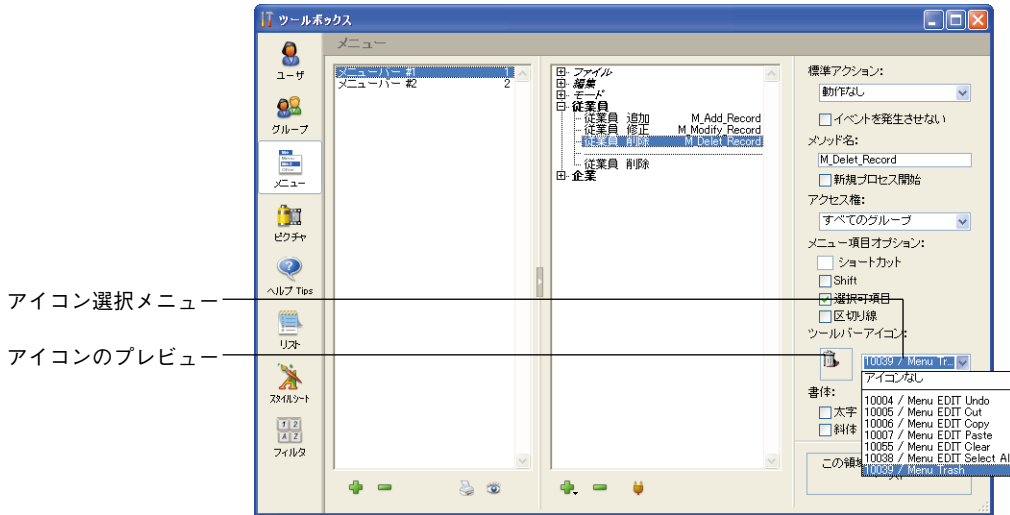 ツールボックス
メニュー
ユーザ
グループ
メニュー
ピクチャ
ヘルプ Tips
リスト
スタイルシート
フィルタ
メニューバー #1 1
メニューバー #2 2
ファイル
編集
モード
従業員
従業員 追加 M_Add_Record
従業員 修正 M_Modify_Record
従業員 削除 M_Delet_Record
従業員 削除
企業
標準アクション:
動作なし
イベントを発生させない
メソッド名:
M_Delet_Record
新規プロセス開始
アクセス権:
すべてのグループ
メニュー項目オプション:
ショートカット
Shift
選択可項目
区切り線
ツールバーアイコン:
10039 / Menu Tr...
アイコンなし
10004 / Menu EDIT Undo
10005 / Menu EDIT Cut
10006 / Menu EDIT Copy
10007 / Menu EDIT Paste
10055 / Menu EDIT Clear
10038 / Menu EDIT Select Al
10039 / Menu Trash
書体:
太字
斜体
この領域
アイコン選択メニュー
アイコンのプレビュー